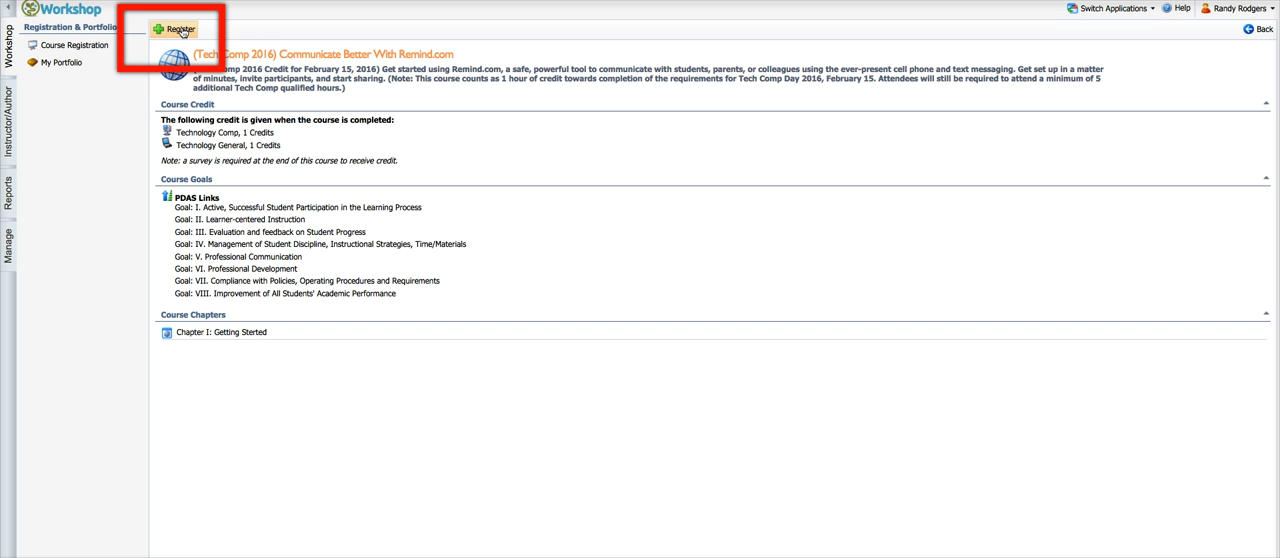 Workshop
Switch Applications
Help
Randy Rodgers
Registration & Portfolio
Register
Back
Workshop
Instructor/Author
Reports
Manage
Course Registration
My Portfolio
(Tech Comp 2016) Communicate Better With Remind.com
Comp 2016 Credit for February 15, 2016) Get started using Remind.com, a safe, powerful tool to communicate with students, parents, or colleagues using the ever-present cell phone and text messaging. Get set up in a matter
of minutes, invite participants, and start sharing. (Note: This course counts as 1 hour of credit towards completion of the requirements for Tech Comp Day 2016, February 15. Attendees will still be required to attend a minimum of 5
additional Tech Comp qualified hours.)
Course Credit
The following credit is given when the course is completed:
Technology Comp, 1 Credits
Technology General, 1 Credits
Note: a survey is required at the end of this course to receive credit.
Course Goals
PDAS Links
Goal: I. Active, Successful Student Participation in the Learning Process
Goal: II. Learner-centered Instruction
Goal: III. Evaluation and feedback on Student Progress
Goal: IV. Management of Student Discipline, Instructional Strategies, Time/Materials
Goal: V. Professional Communication
Goal: VI. Professional Development
Goal: VII. Compliance with Policies, Operating Procedures and Requirements
Goal: VIII. Improvement of All Students' Academic Performance
Course Chapters
Chapter I: Getting Started